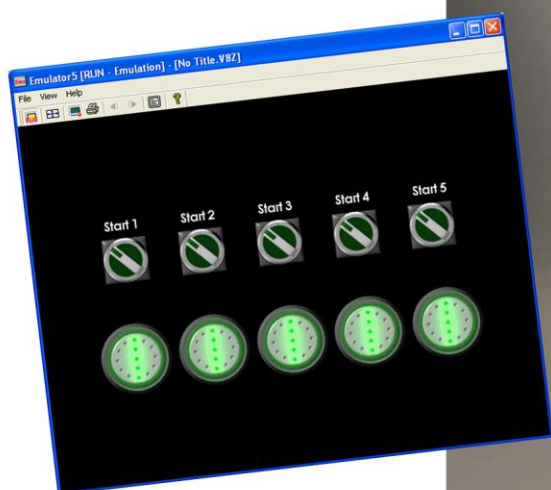 Emulator5 [RUN - Emulation] - [No Title.V8Z]
File View Help
Start 1 Start 2 Start 3 Start 4 Start 5